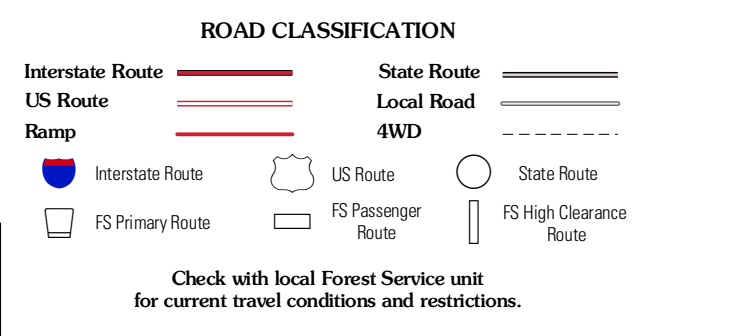 ROAD CLASSIFICATION
Interstate Route
State Route
US Route
Local Road
Ramp
4WD
Interstate Route
US Route
State Route
FS Primary Route
FS Passenger
Route
FS High Clearance
Route
Check with local Forest Service unit
for current travel conditions and restrictions.